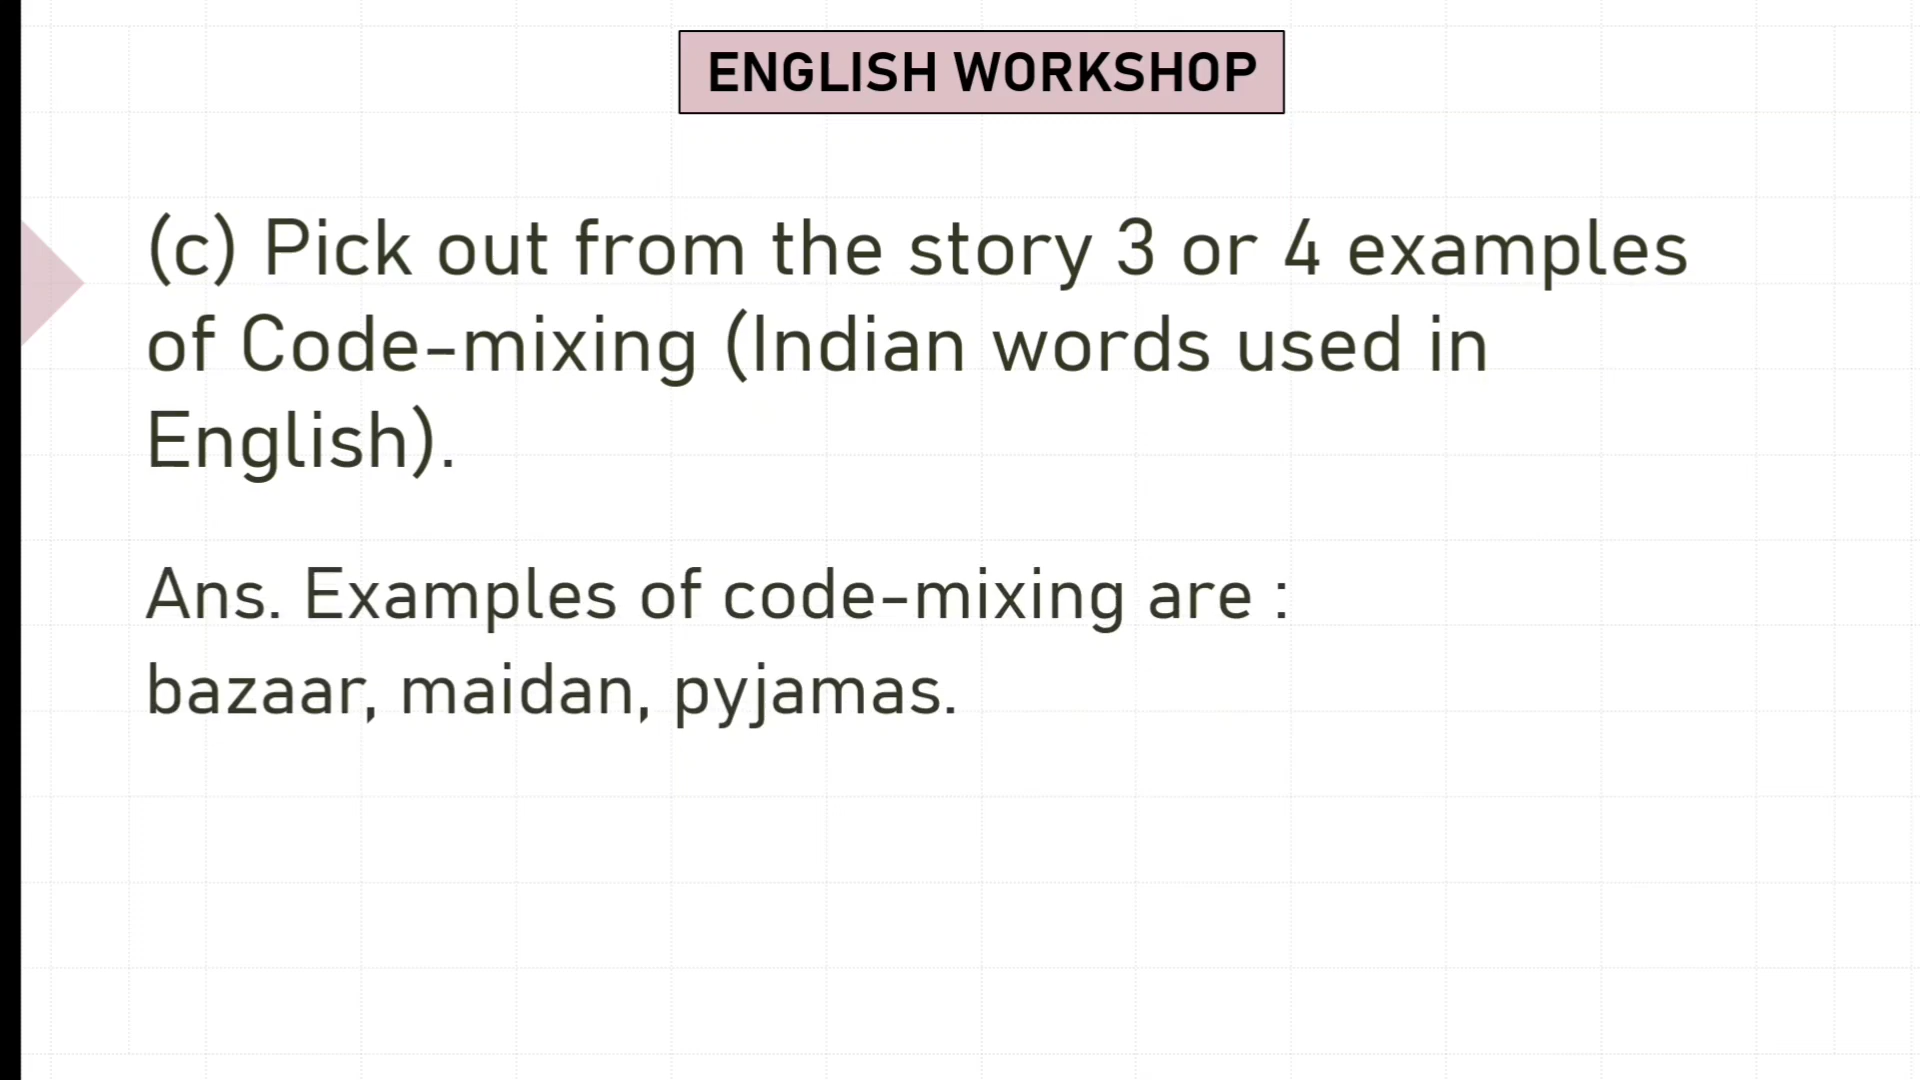 ENGLISH WORKSHOP
(c) Pick out from the story 3 or 4 examples
of Code-mixing (Indian words used in
English).
Ans. Examples of code-mixing are :
bazaar, maidan, pyjamas.